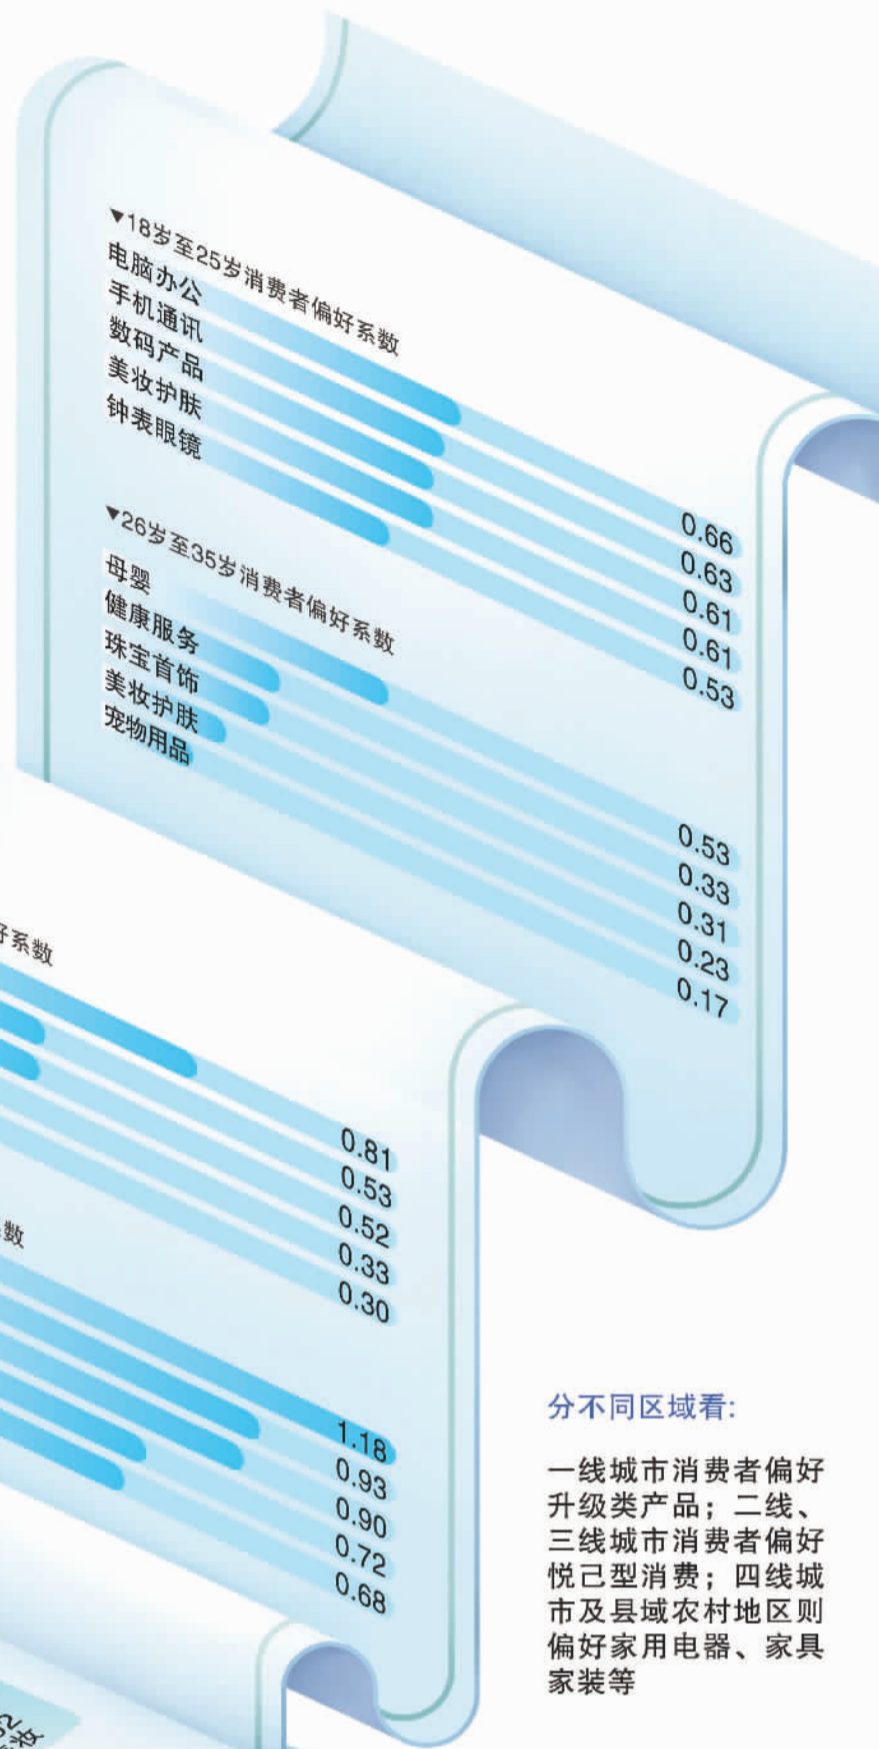 ▼18岁至25岁消费者偏好系数
电脑办公 0.66
手机通讯 0.63
数码产品 0.61
美妆护肤 0.61
钟表眼镜 0.53
▼26岁至35岁消费者偏好系数
母婴 0.53
健康服务 0.33
珠宝首饰 0.31
美妆护肤 0.23
宠物用品 0.17
好系数
0.81
0.53
0.52
0.33
0.30
数
1.18
0.93
0.90
0.72
0.68
分不同区域看:
一线城市消费者偏好
升级类产品；二线、
三线城市消费者偏好
悦己型消费；四线城
市及县域农村地区则
偏好家用电器、家具
家装等